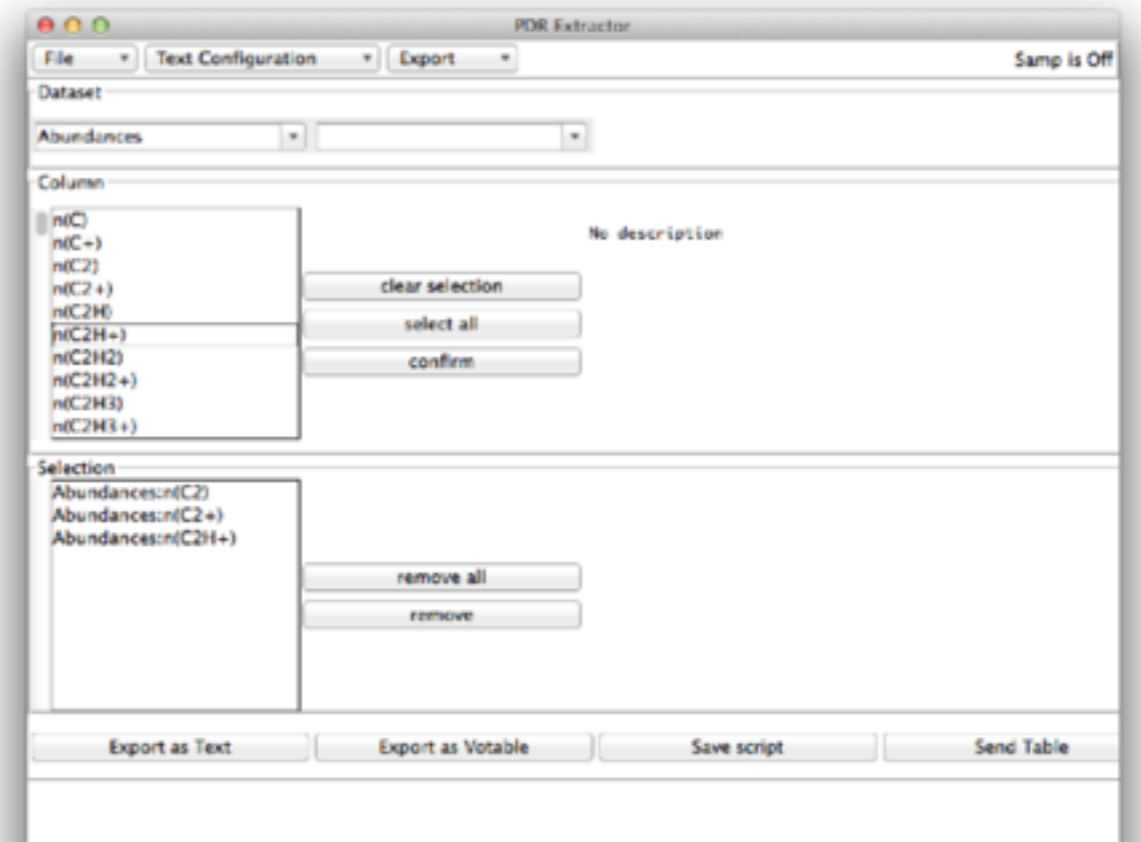 PDR Extractor
File Text Configuration Export Samp is Off
Dataset
Abundances
Column
n(C)
n(C+)
n(C2)
n(C2+)
n(C2H)
n(C2H+)
n(C2H2)
n(C2H2+)
n(C2H3)
n(C2H3+)
No description
clear selection
select all
confirm
Selection
Abundances:n(C2)
Abundances:n(C2+)
Abundances:n(C2H+)
remove all
remove
Export as Text Export as Votable Save script Send Table